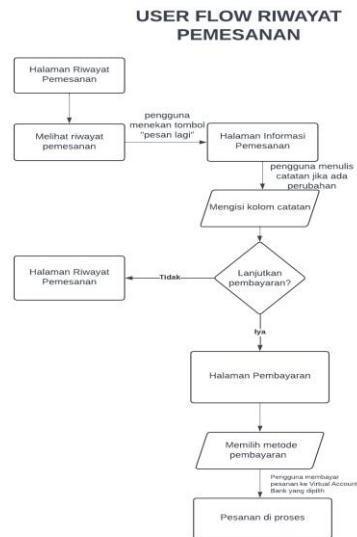 USER FLOW RIWAYAT
PEMESANAN
Halaman Riwayat
Pemesanan
Melihat riwayat
pemesanan
pengguna
menekan tombol
"pesan lagi"
Halaman Informasi
Pemesanan
pengguna menulis
catatan jika ada
perubahan
Mengisi kolom catatan
Lanjutkan
pembayaran?
Tidak
Halaman Riwayat
Pemesanan
Iya
Halaman Pembayaran
Memilih metode
pembayaran
Pengguna membayar
pesanan ke Virtual Account
Bank yang dipilih
Pesanan di proses